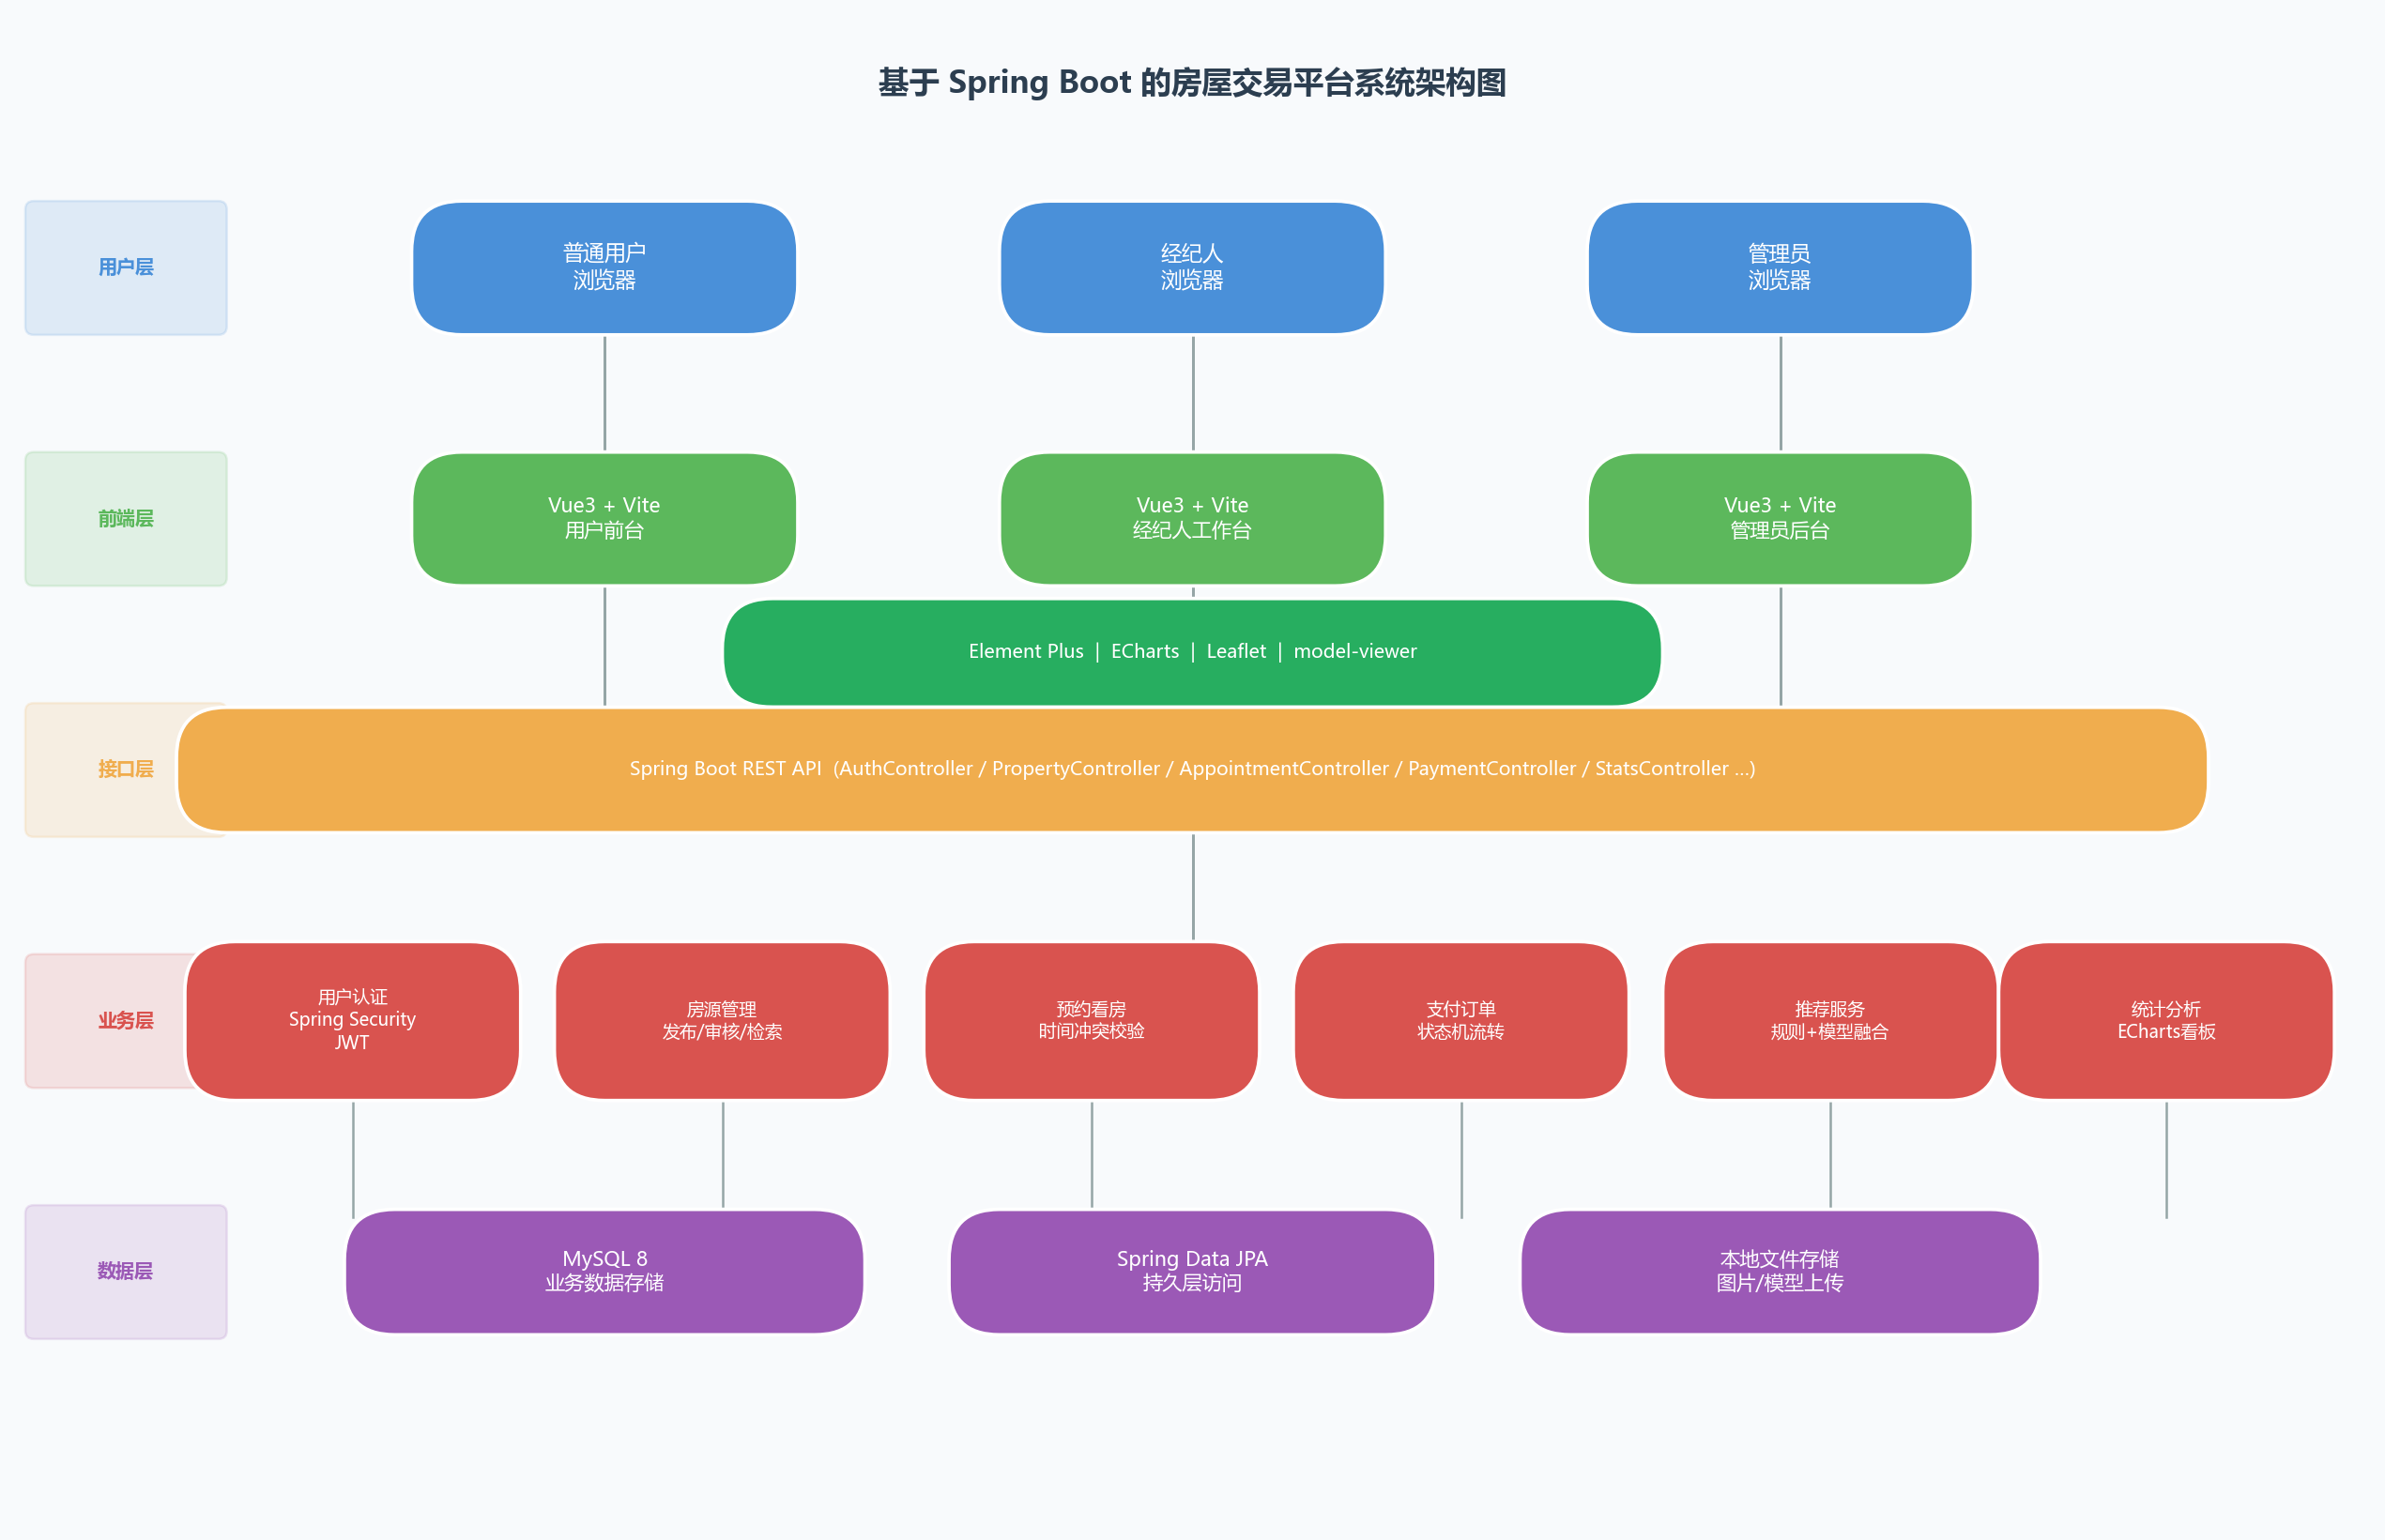 基于 Spring Boot 的房屋交易平台系统架构图
用户层
普通用户
浏览器
经纪人
浏览器
管理员
浏览器
前端层
Vue3 + Vite
用户前台
Vue3 + Vite
经纪人工作台
Vue3 + Vite
管理员后台
Element Plus | ECharts | Leaflet | model-viewer
接口层
Spring Boot REST API (AuthController / PropertyController / AppointmentController / PaymentController / StatsController ...)
业务层
用户认证
Spring Security
JWT
房源管理
发布/审核/检索
预约看房
时间冲突校验
支付订单
状态机流转
推荐服务
规则+模型融合
统计分析
ECharts看板
数据层
MySQL 8
业务数据存储
Spring Data JPA
持久层访问
本地文件存储
图片/模型上传